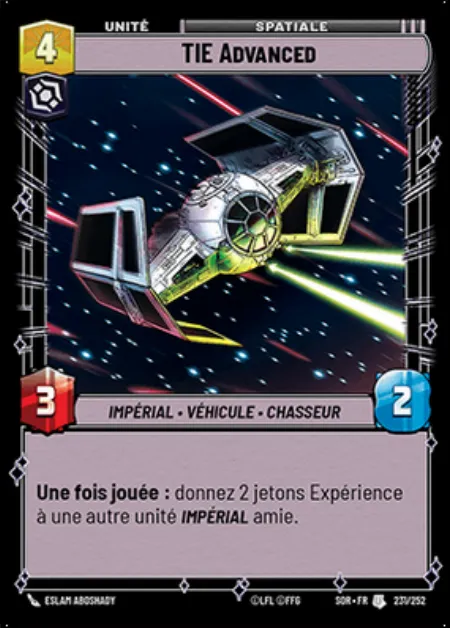 UNITÉ SPATIALE
4 TIE ADVANCED
3 IMPÉRIAL • VÉHICULE • CHASSEUR 2
Une fois jouée : donnez 2 jetons Expérience
à une autre unité IMPÉRIAL amie.
ESLAM ABOSHADY ©LFL ©FFG SOR • FR 231/252